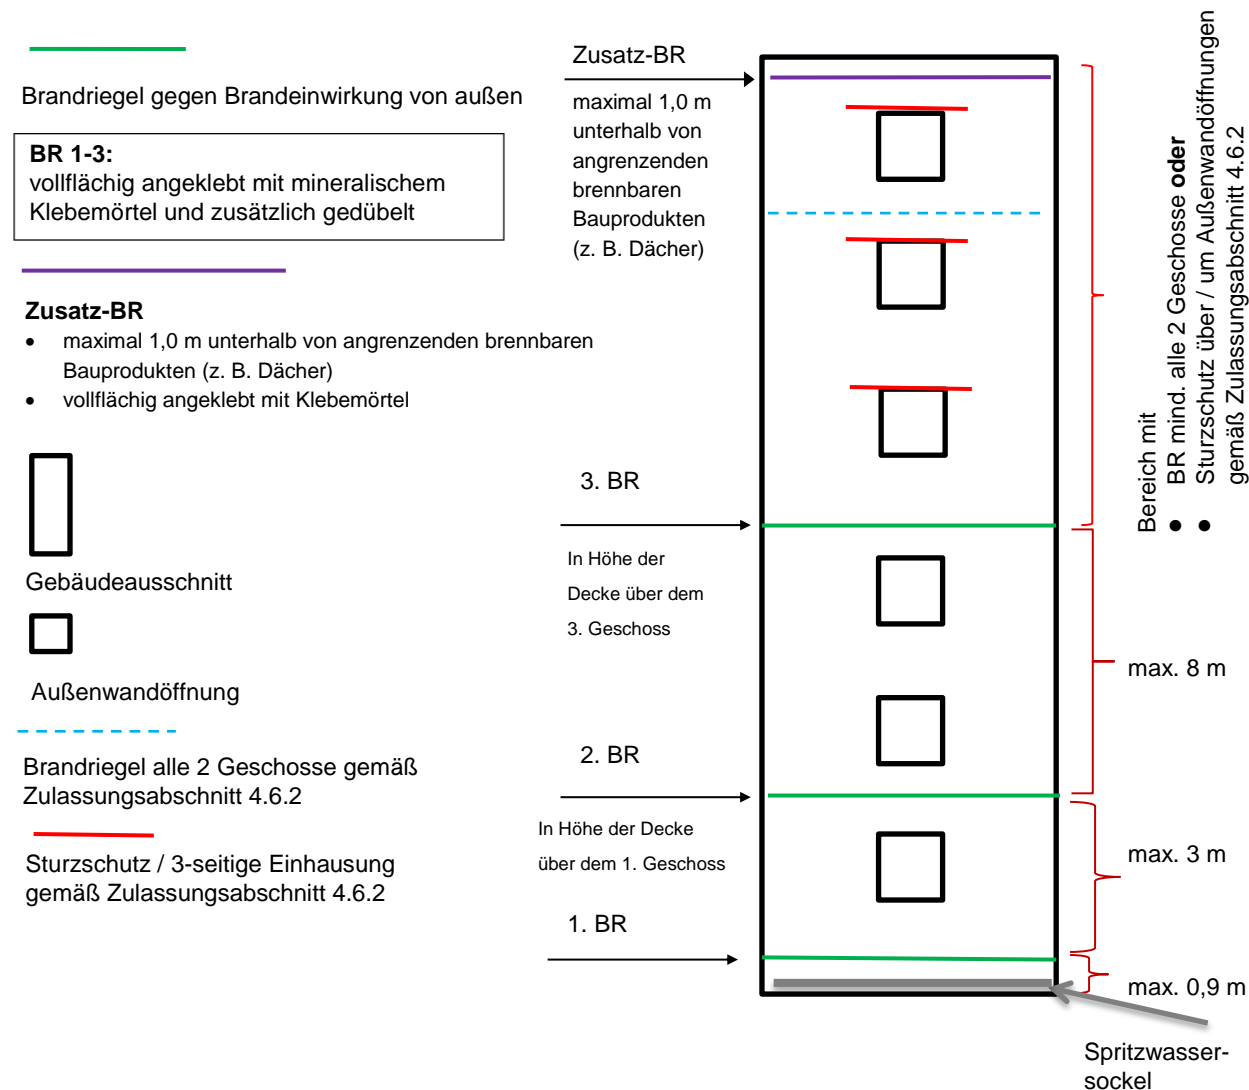 Brandriegel gegen Brandeinwirkung von außen
BR 1-3:
vollflächig angeklebt mit mineralischem
Klebemörtel und zusätzlich gedübelt
Zusatz-BR
• maximal 1,0 m unterhalb von angrenzenden brennbaren
Bauprodukten (z. B. Dächer)
• vollflächig angeklebt mit Klebemörtel
Gebäudeausschnitt
Außenwandöffnung
Brandriegel alle 2 Geschosse gemäß
Zulassungsabschnitt 4.6.2
Sturzschutz / 3-seitige Einhausung
gemäß Zulassungsabschnitt 4.6.2
Zusatz-BR
maximal 1,0 m
unterhalb von
angrenzenden
brennbaren
Bauprodukten
(z. B. Dächer)
3. BR
In Höhe der
Decke über dem
3. Geschoss
2. BR
In Höhe der Decke
über dem 1. Geschoss
1. BR
Bereich mit
• BR mind. alle 2 Geschosse oder
• Sturzschutz über / um Außenwandöffnungen
gemäß Zulassungsabschnitt 4.6.2
max. 8 m
max. 3 m
max. 0,9 m
Spritzwasser-
sockel